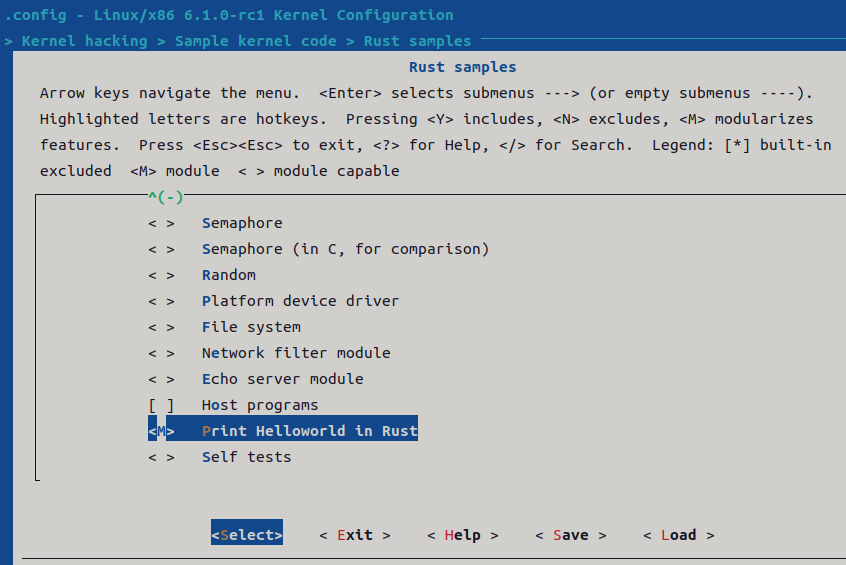 .config - Linux/x86 6.1.0-rc1 Kernel Configuration
> Kernel hacking > Sample kernel code > Rust samples
Rust samples
Arrow keys navigate the menu.  <Enter> selects submenus ---> (or empty submenus ----).
Highlighted letters are hotkeys.  Pressing <Y> includes, <N> excludes, <M> modularizes
features.  Press <Esc><Esc> to exit, <?> for Help, </> for Search.  Legend: [*] built-in
excluded  <M> module  < > module capable
^(-)
< >   Semaphore
< >   Semaphore (in C, for comparison)
< >   Random
< >   Platform device driver
< >   File system
< >   Network filter module
< >   Echo server module
[ ]   Host programs
<M>   Print Helloworld in Rust
< >   Self tests
<Select>    < Exit >    < Help >    < Save >    < Load >